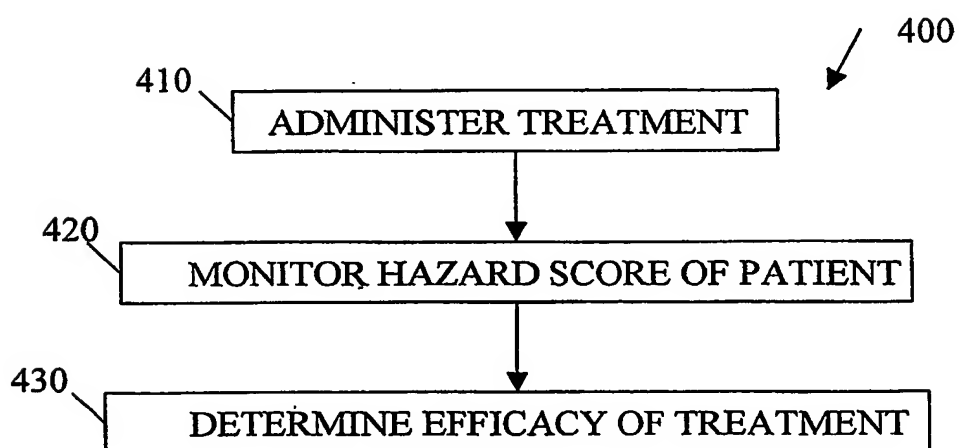 400
410
ADMINISTER TREATMENT
420
MONITOR HAZARD SCORE OF PATIENT
430
DETERMINE EFFICACY OF TREATMENT